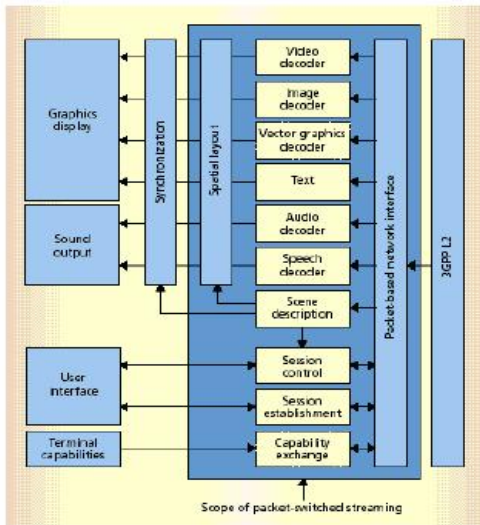 Graphics
display
Sound
output
User
interface
Terminal
capabilities
Synchronization
Spatial layout
Video
decoder
Image
decoder
Vector graphics
decoder
Text
Audio
decoder
Speech
decoder
Scene
description
Session
control
Session
establishment
Capability
exchange
Packet-based network interface
3GPP L2
Scope of packet-switched streaming